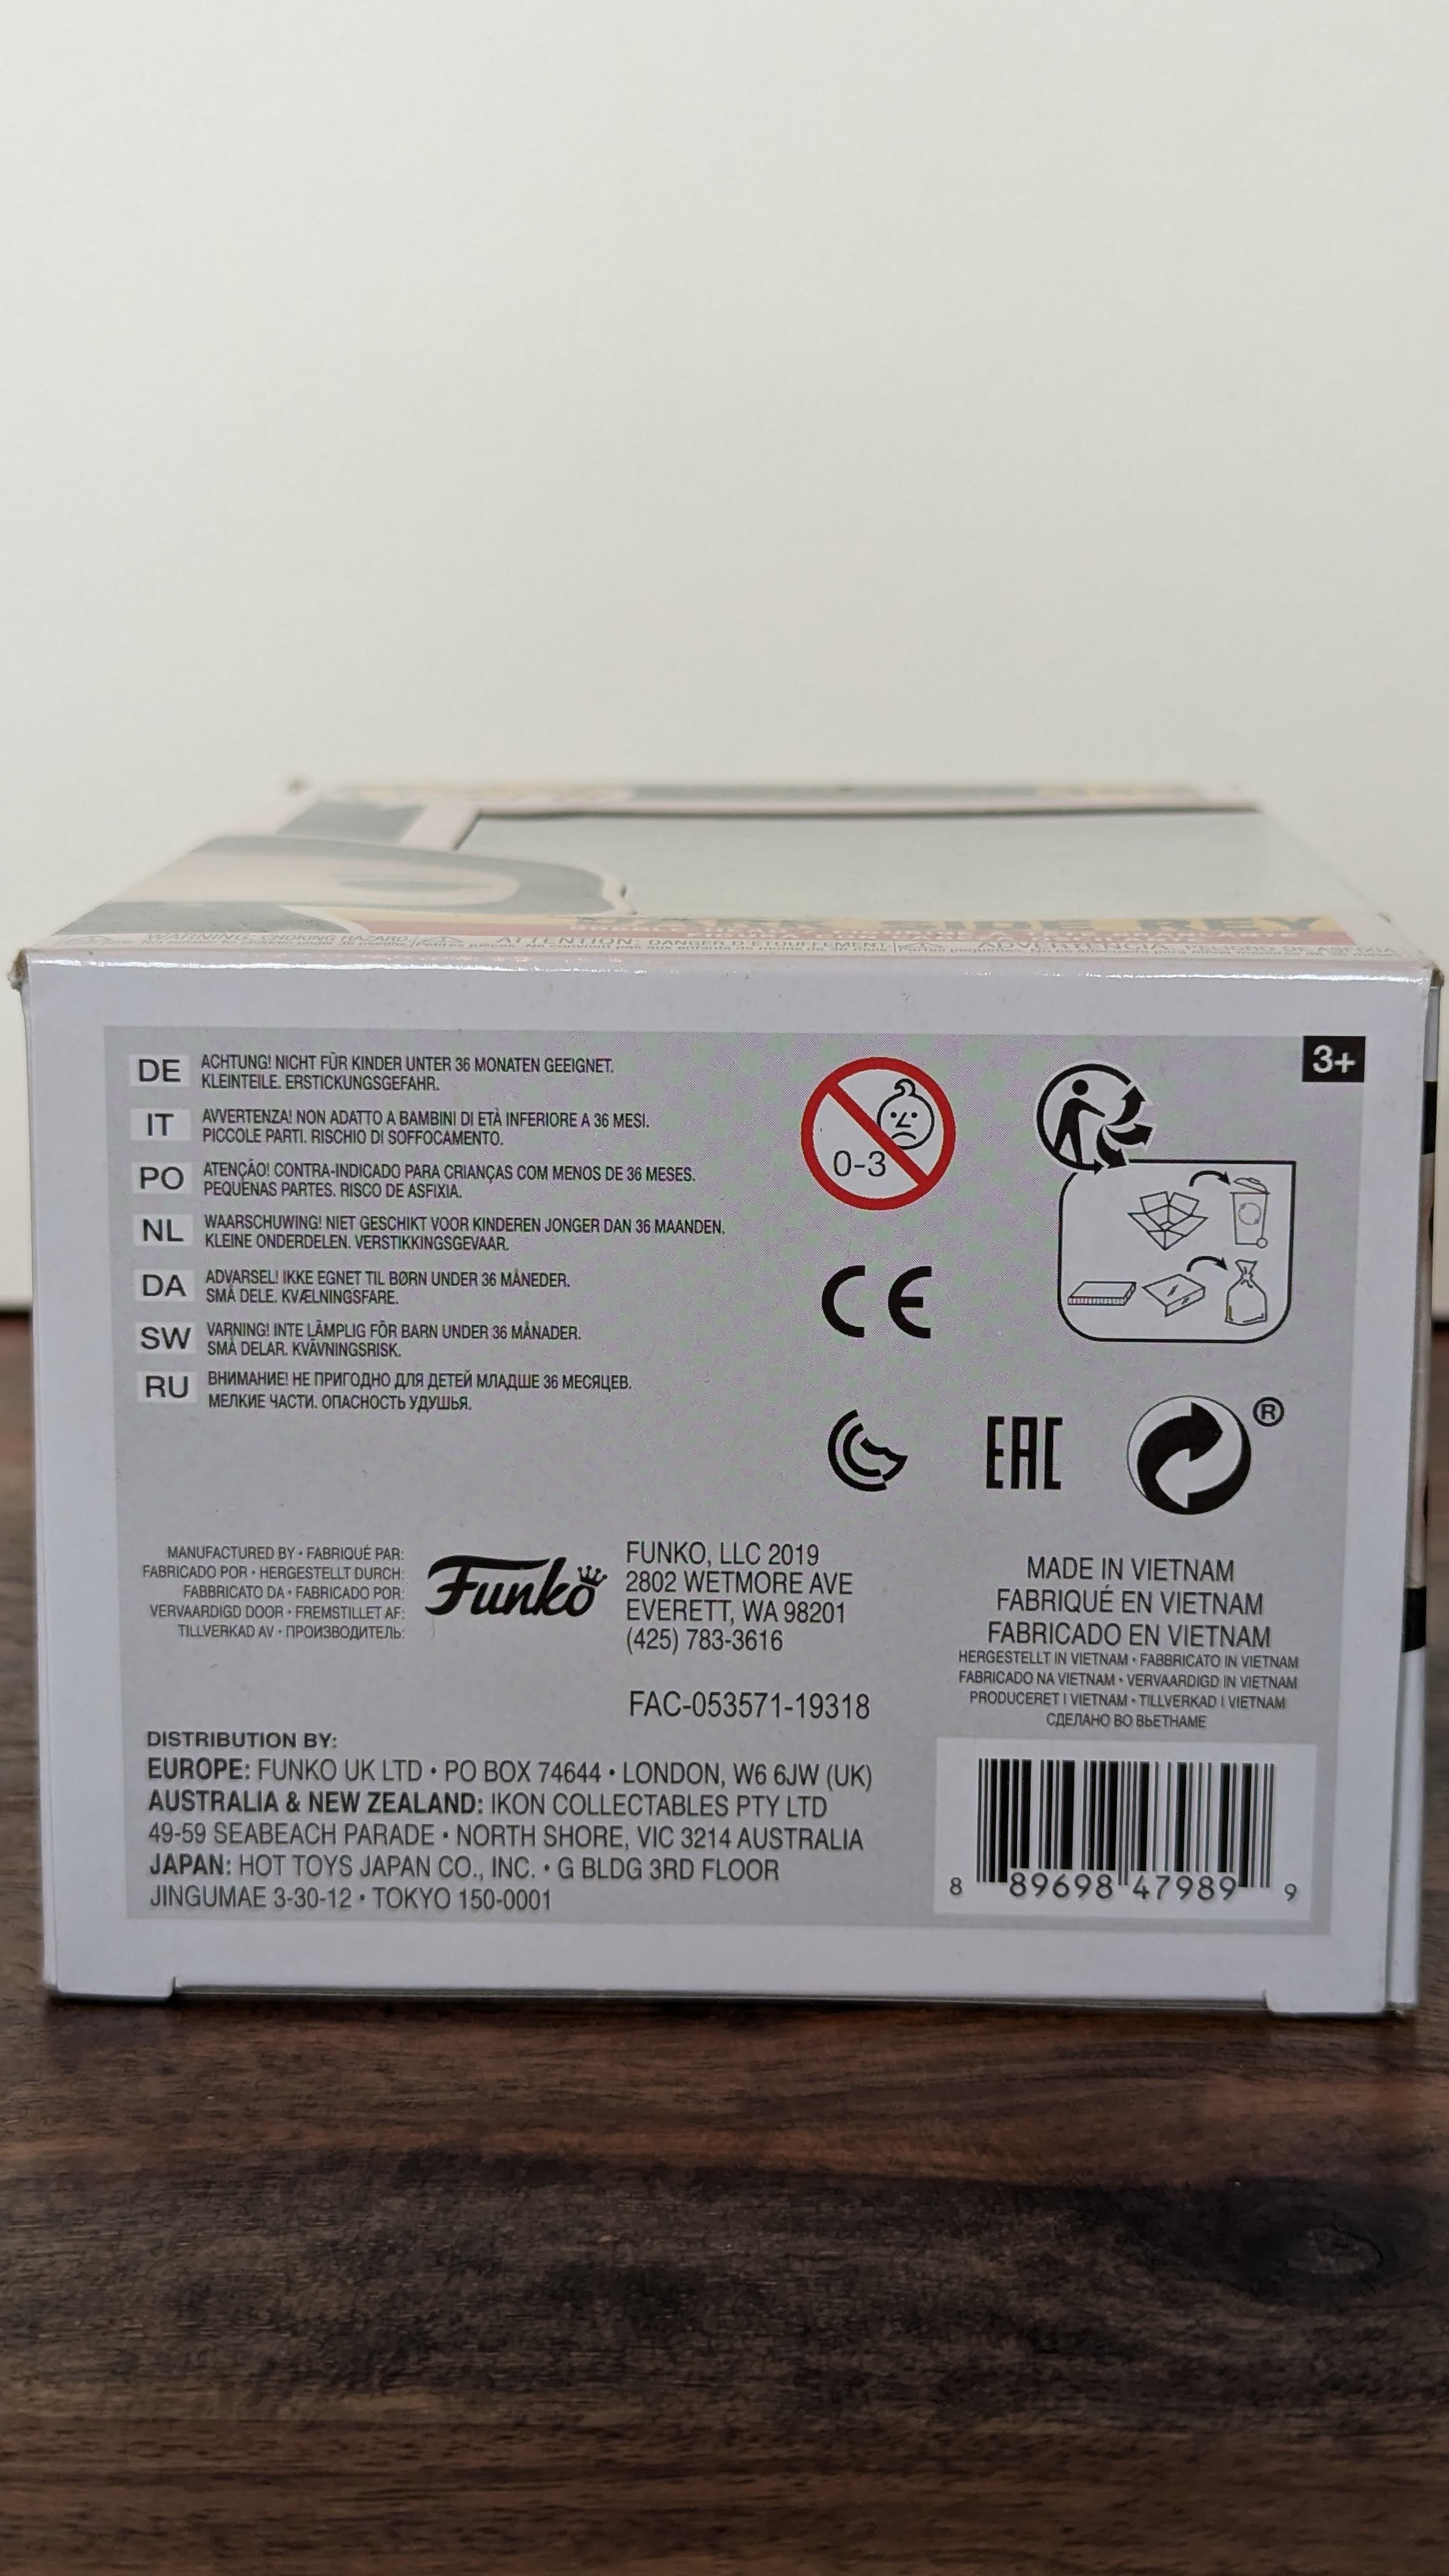 DARK SIDE REY
WARNING: CHOKING HAZARD
ATTENTION: DANGER D'ÉTOUFFEMENT
ADVERTENCIA: PELIGRO DE ASFIXIA
3+
DE ACHTUNG! NICHT FÜR KINDER UNTER 36 MONATEN GEEIGNET.
KLEINTEILE. ERSTICKUNGSGEFAHR.
IT AVVERTENZA! NON ADATTO A BAMBINI DI ETÀ INFERIORE A 36 MESI.
PICCOLE PARTI. RISCHIO DI SOFFOCAMENTO.
PO ATENÇÃO! CONTRA-INDICADO PARA CRIANÇAS COM MENOS DE 36 MESES.
PEQUENAS PARTES. RISCO DE ASFIXIA.
NL WAARSCHUWING! NIET GESCHIKT VOOR KINDEREN JONGER DAN 36 MAANDEN.
KLEINE ONDERDELEN. VERSTIKKINGSGEVAAR.
DA ADVARSEL! IKKE EGNET TIL BØRN UNDER 36 MÅNEDER.
SMÅ DELE. KVÆLNINGSFARE.
SW VARNING! INTE LÄMPLIG FÖR BARN UNDER 36 MÅNADER.
SMÅ DELAR. KVÄVNINGSRISK.
RU ВНИМАНИЕ! НЕ ПРИГОДНО ДЛЯ ДЕТЕЙ МЛАДШЕ 36 МЕСЯЦЕВ.
МЕЛКИЕ ЧАСТИ. ОПАСНОСТЬ УДУШЬЯ.
0-3
CE
EAC
®
MANUFACTURED BY • FABRIQUÉ PAR:
FABRICADO POR • HERGESTELLT DURCH:
FABBRICATO DA • FABRICADO POR:
VERVAARDIGD DOOR • FREMSTILLET AF:
TILLVERKAD AV • ПРОИЗВОДИТЕЛЬ:
Funko
FUNKO, LLC 2019
2802 WETMORE AVE
EVERETT, WA 98201
(425) 783-3616
FAC-053571-19318
MADE IN VIETNAM
FABRIQUÉ EN VIETNAM
FABRICADO EN VIETNAM
HERGESTELLT IN VIETNAM • FABBRICATO IN VIETNAM
FABRICADO NA VIETNAM • VERVAARDIGD IN VIETNAM
PRODUCERET I VIETNAM • TILLVERKAD I VIETNAM
СДЕЛАНО ВО ВЬЕТНАМЕ
DISTRIBUTION BY:
EUROPE: FUNKO UK LTD • PO BOX 74644 • LONDON, W6 6JW (UK)
AUSTRALIA & NEW ZEALAND: IKON COLLECTABLES PTY LTD
49-59 SEABEACH PARADE • NORTH SHORE, VIC 3214 AUSTRALIA
JAPAN: HOT TOYS JAPAN CO., INC. • G BLDG 3RD FLOOR
JINGUMAE 3-30-12 • TOKYO 150-0001
8 89698 47989 9